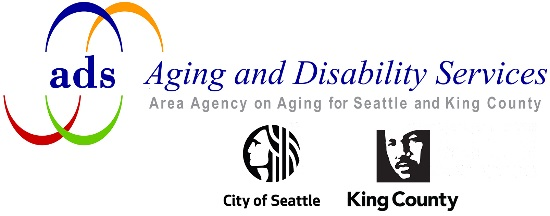 ads
Aging and Disability Services
Area Agency on Aging for Seattle and King County
City of Seattle
King County